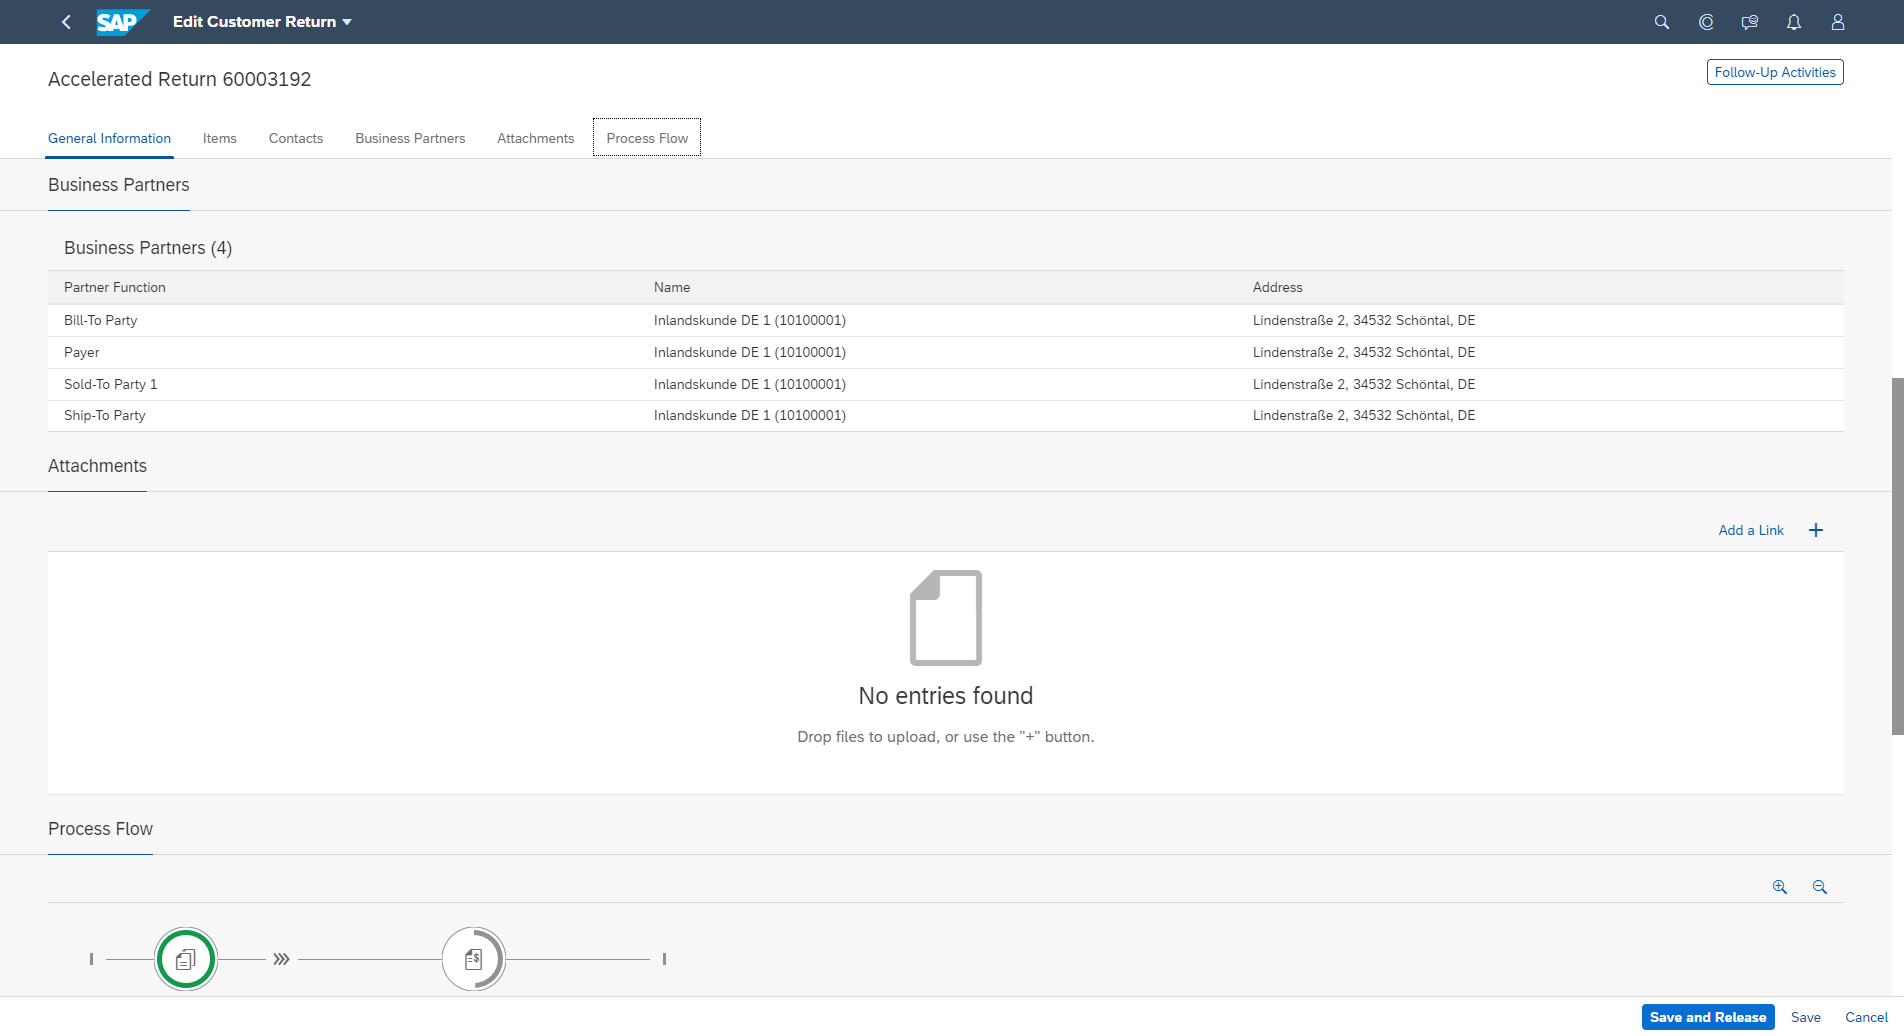 SAP Edit Customer Return
Accelerated Return 60003192
Follow-Up Activities
General Information Items Contacts Business Partners Attachments Process Flow
Business Partners
Business Partners (4)
Partner Function Name Address
Bill-To Party Inlandskunde DE 1 (10100001) Lindenstraße 2, 34532 Schöntal, DE
Payer Inlandskunde DE 1 (10100001) Lindenstraße 2, 34532 Schöntal, DE
Sold-To Party 1 Inlandskunde DE 1 (10100001) Lindenstraße 2, 34532 Schöntal, DE
Ship-To Party Inlandskunde DE 1 (10100001) Lindenstraße 2, 34532 Schöntal, DE
Attachments
Add a Link
No entries found
Drop files to upload, or use the "+" button.
Process Flow
Save and Release Save Cancel